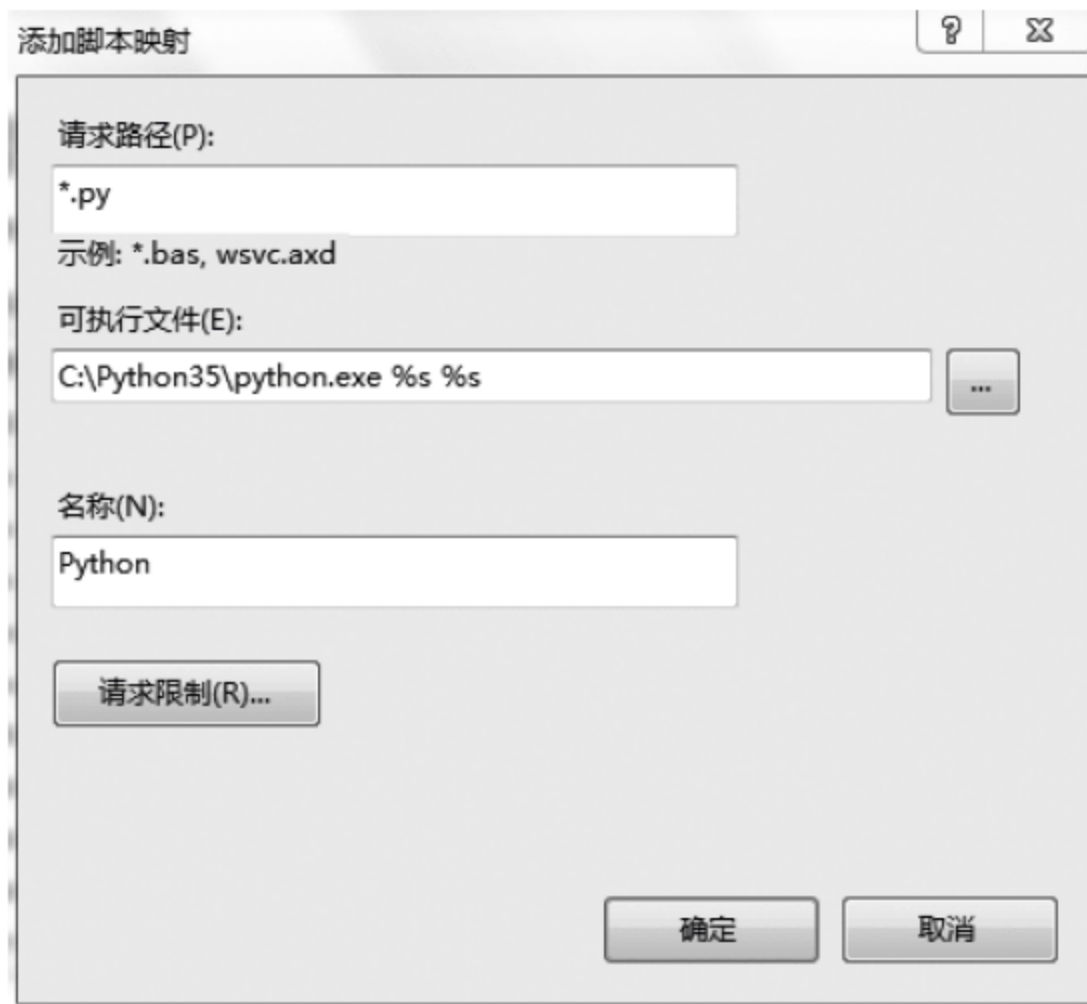 添加脚本映射
请求路径(P):
*.py
示例: *.bas, wsvc.axd
可执行文件(E):
C:\Python35\python.exe %s %s
...
名称(N):
Python
请求限制(R)...
确定
取消